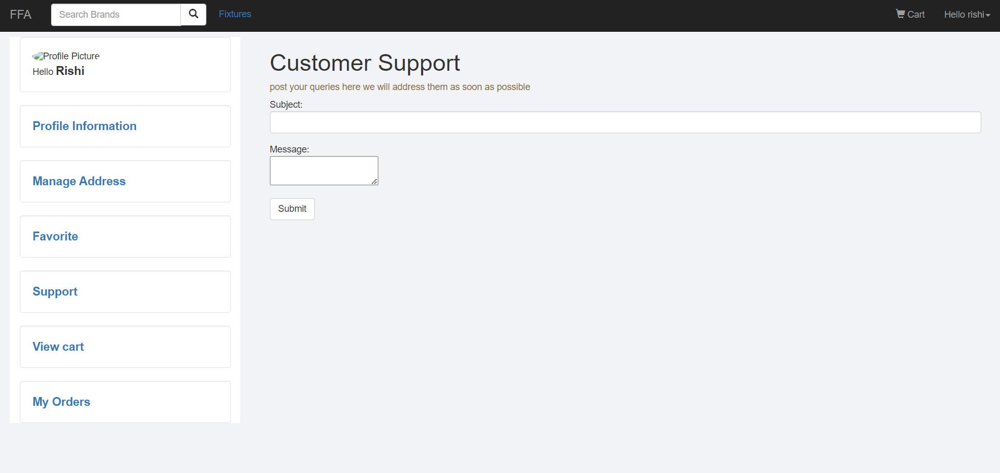 FFA
Search Brands
Fixtures
Cart
Hello rishi
Profile Picture
Hello Rishi
Profile Information
Manage Address
Favorite
Support
View cart
My Orders
Customer Support
post your queries here we will address them as soon as possible
Subject:
Message:
Submit